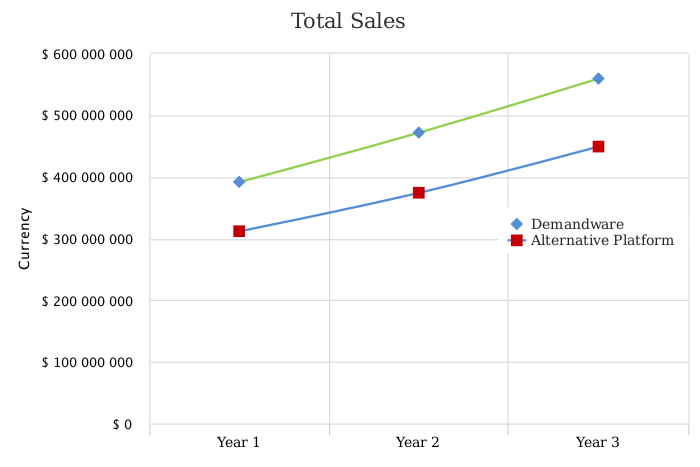 Total Sales
$ 600 000 000
$ 500 000 000
$ 400 000 000
$ 300 000 000
$ 200 000 000
$ 100 000 000
$ 0
Currency
Demandware
Alternative Platform
Year 1
Year 2
Year 3